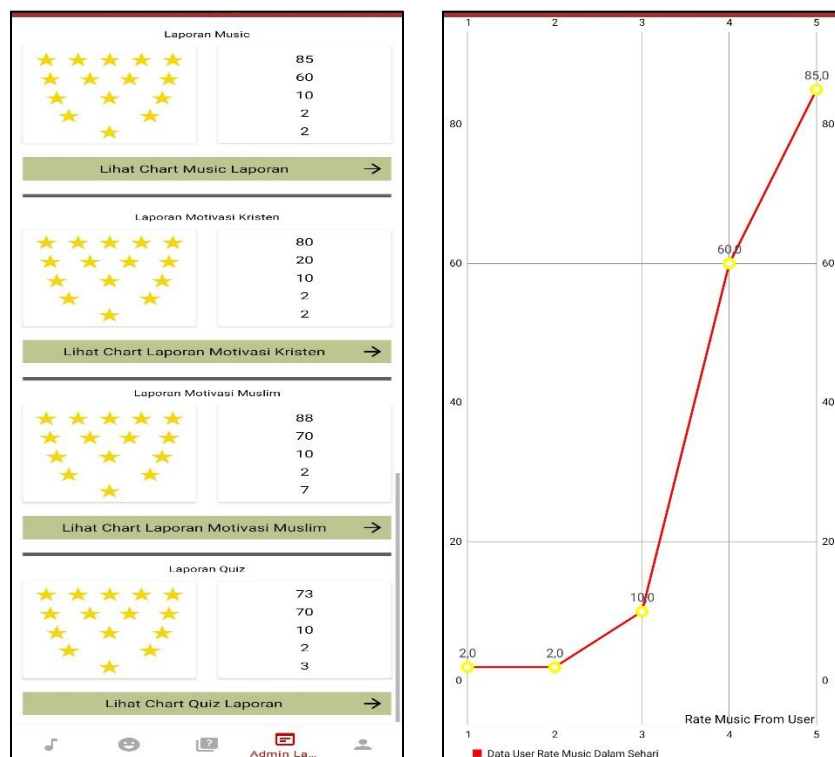 Laporan Music
85
60
10
2
2
Lihat Chart Music Laporan
Laporan Motivasi Kristen
80
20
10
2
2
Lihat Chart Laporan Motivasi Kristen
Laporan Motivasi Muslim
88
70
10
2
7
Lihat Chart Laporan Motivasi Muslim
Laporan Quiz
73
70
10
2
3
Lihat Chart Quiz Laporan
Admin La...
1 2 3 4 5
85,0
80 80
60,0
60 60
40 40
20 20
10,0
2,0 2,0
0 0
Rate Music From User
1 2 3 4 5
Data User Rate Music Dalam Sehari